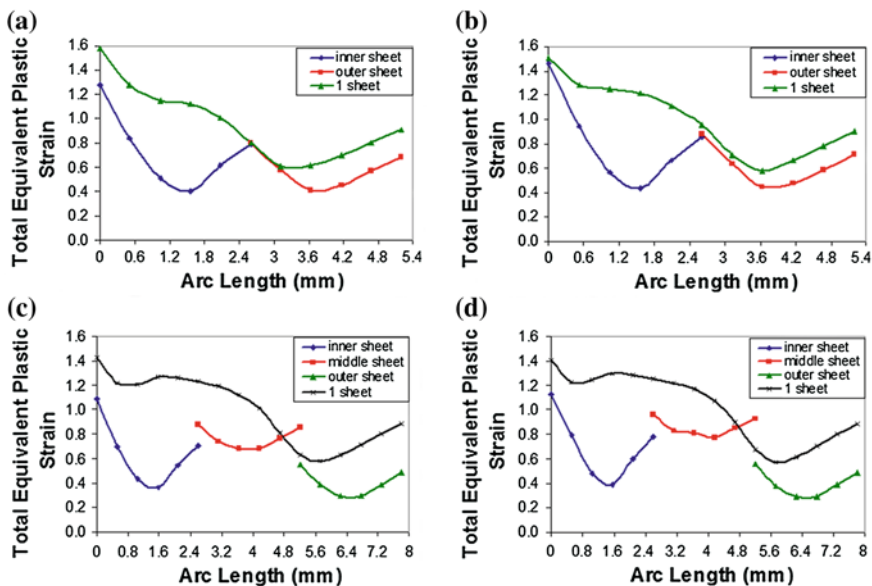 (a)
Total Equivalent Plastic
Strain
1.6
1.4
1.2
1.0
0.8
0.6
0.4
0.2
0.0
inner sheet
outer sheet
1 sheet
0 0.6 1.2 1.8 2.4 3 3.6 4.2 4.8 5.4
Arc Length (mm)
(b)
Total Equivalent Plastic
Strain
1.6
1.4
1.2
1.0
0.8
0.6
0.4
0.2
0.0
inner sheet
outer sheet
1 sheet
0 0.6 1.2 1.8 2.4 3 3.6 4.2 4.8 5.4
Arc Length (mm)
(c)
Total Equivalent Plastic
Strain
1.6
1.4
1.2
1.0
0.8
0.6
0.4
0.2
0.0
inner sheet
middle sheet
outer sheet
1 sheet
0 0.8 1.6 2.4 3.2 4 4.8 5.6 6.4 7.2 8
Arc Length (mm)
(d)
Total Equivalent Plastic
Strain
1.6
1.4
1.2
1.0
0.8
0.6
0.4
0.2
0.0
inner sheet
middle sheet
outer sheet
1 sheet
0 0.8 1.6 2.4 3.2 4 4.8 5.6 6.4 7.2 8
Arc Length (mm)